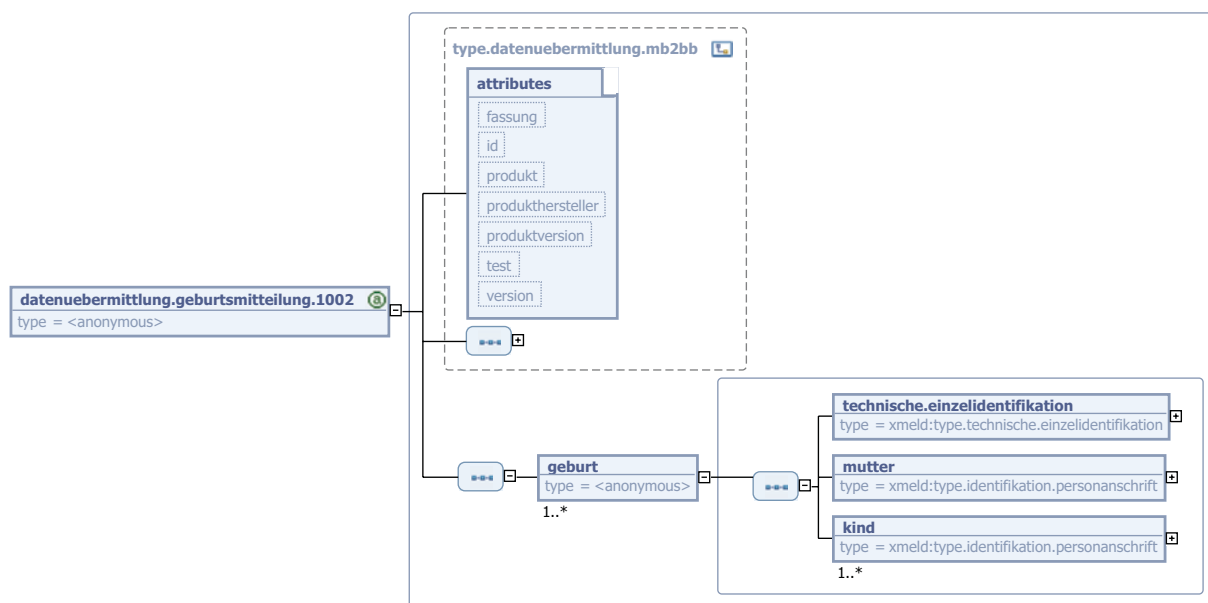 type.datenuebermittlung.mb2bb
attributes
fassung
id
produkt
produkthersteller
produktversion
test
version
datenuebermittlung.geburtsmitteilung.1002
type = <anonymous>
geburt
type = <anonymous>
1..*
technische.einzelidentifikation
type = xmeld:type.technische.einzelidentifikation
mutter
type = xmeld:type.identifikation.personanschrift
kind
type = xmeld:type.identifikation.personanschrift
1..*